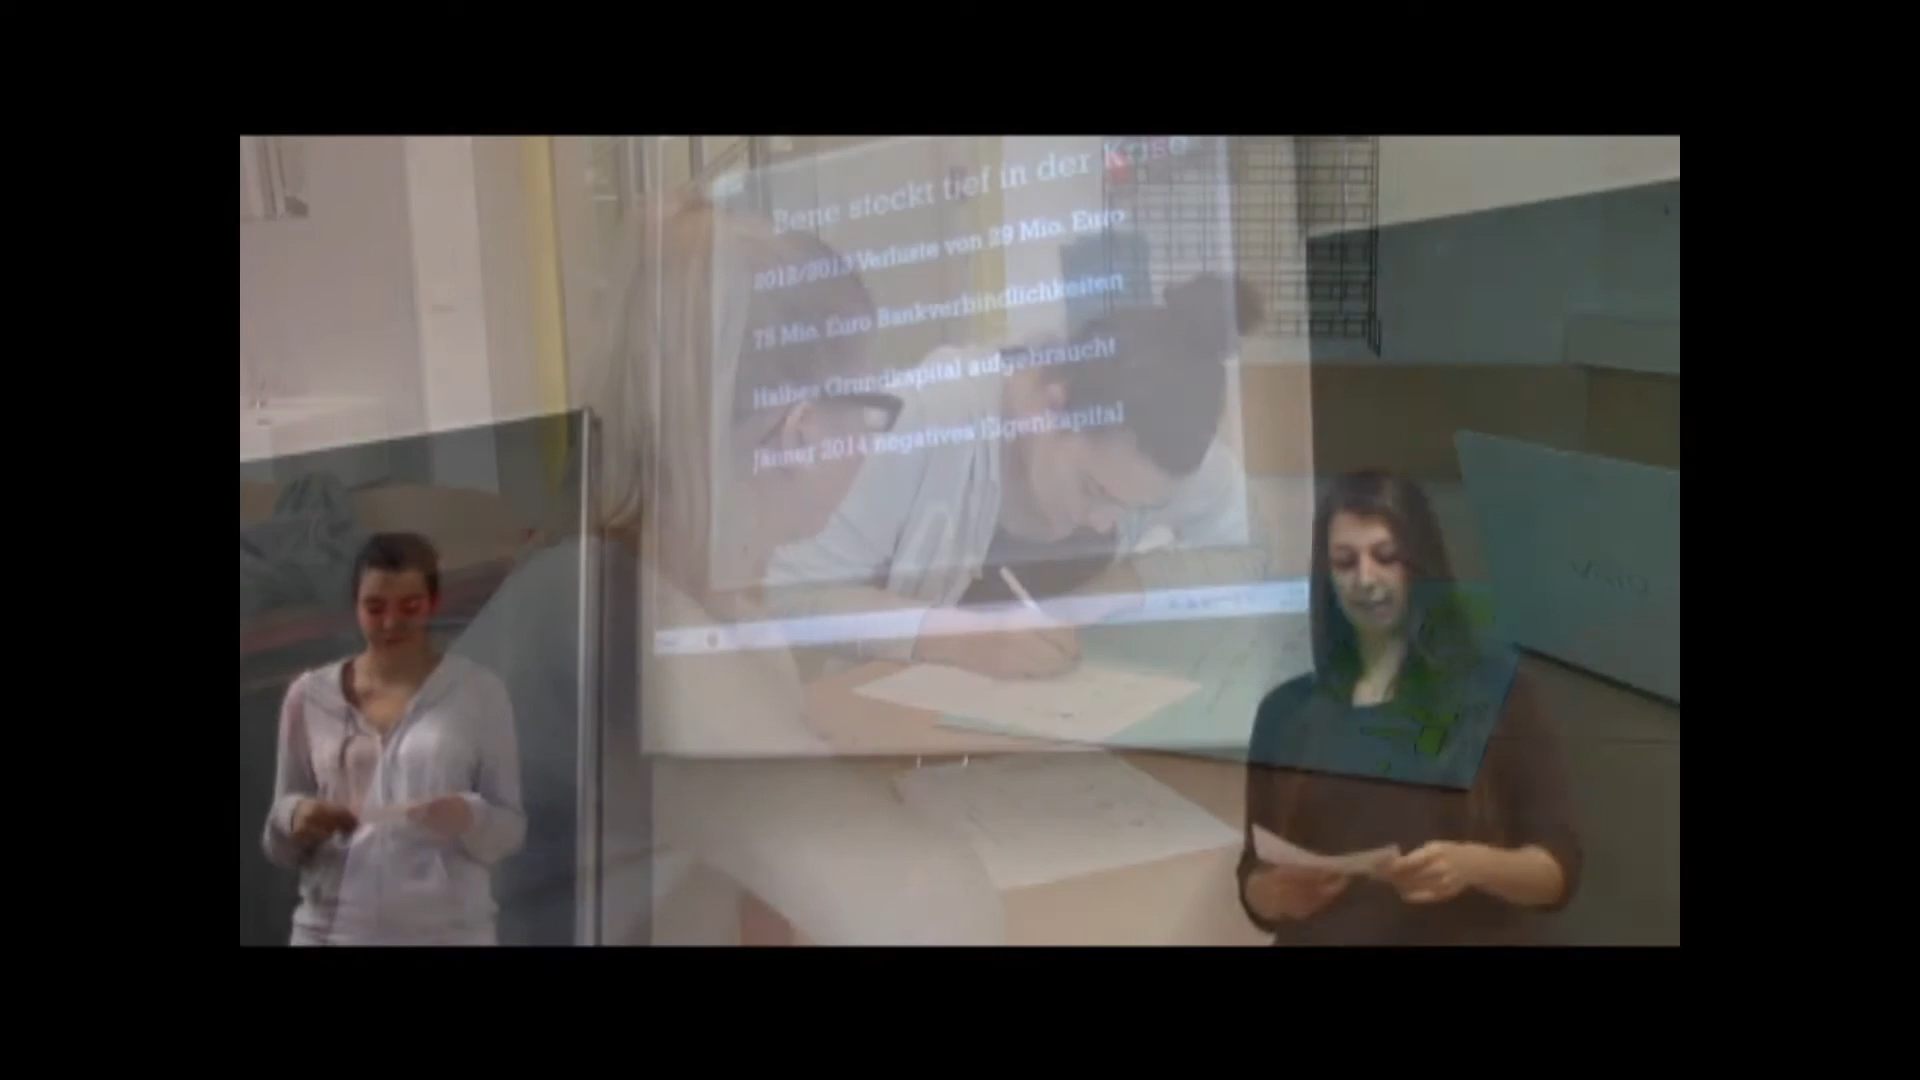 Bene steckt tief in der Krise
2012/2013 Verluste von 29 Mio. Euro
78 Mio. Euro Bankverbindlichkeiten
Halbes Grundkapital aufgebraucht
Jänner 2014 negatives Eigenkapital